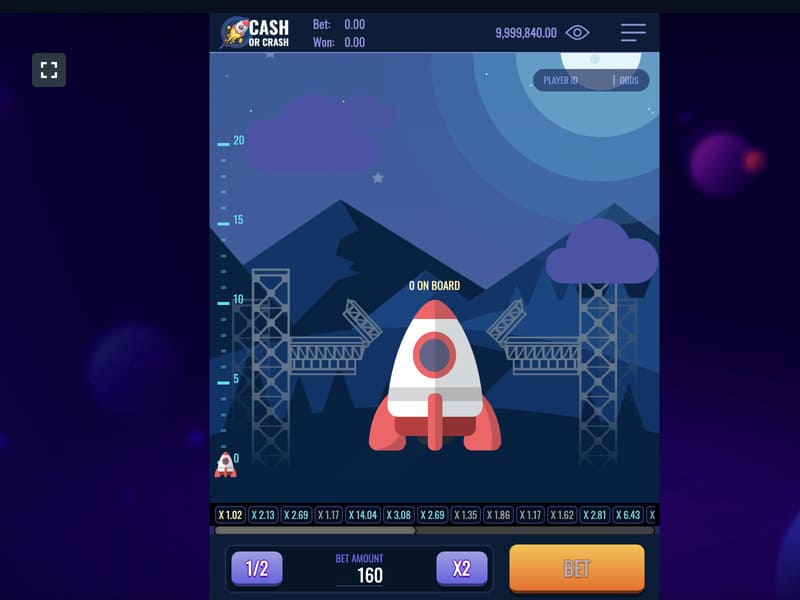 CASH
OR CRASH
Bet: 0.00
Won: 0.00
9,999,840.00
PLAYER ID | ODDS
20
15
10
5
0
0 ON BOARD
X 1.02 X 2.13 X 2.69 X 1.17 X 14.04 X 3.08 X 2.69 X 1.35 X 1.86 X 1.17 X 1.62 X 2.81 X 6.43 X
1/2
BET AMOUNT
160
X2
BET